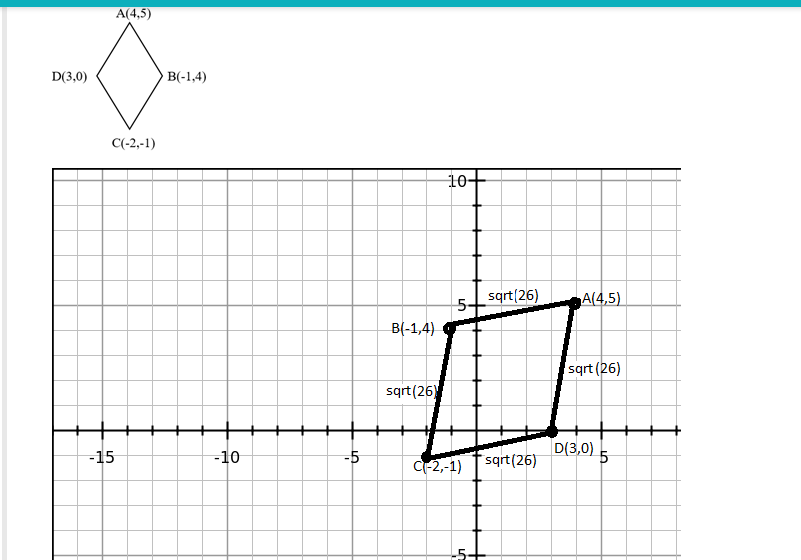 A(4,5)
D(3,0) B(-1,4)
C(-2,-1)
10
sqrt(26) A(4,5)
5
B(-1,4)
sqrt(26)
sqrt(26)
D(3,0)
-15 -10 -5 5
C(-2,-1) sqrt(26)
-5